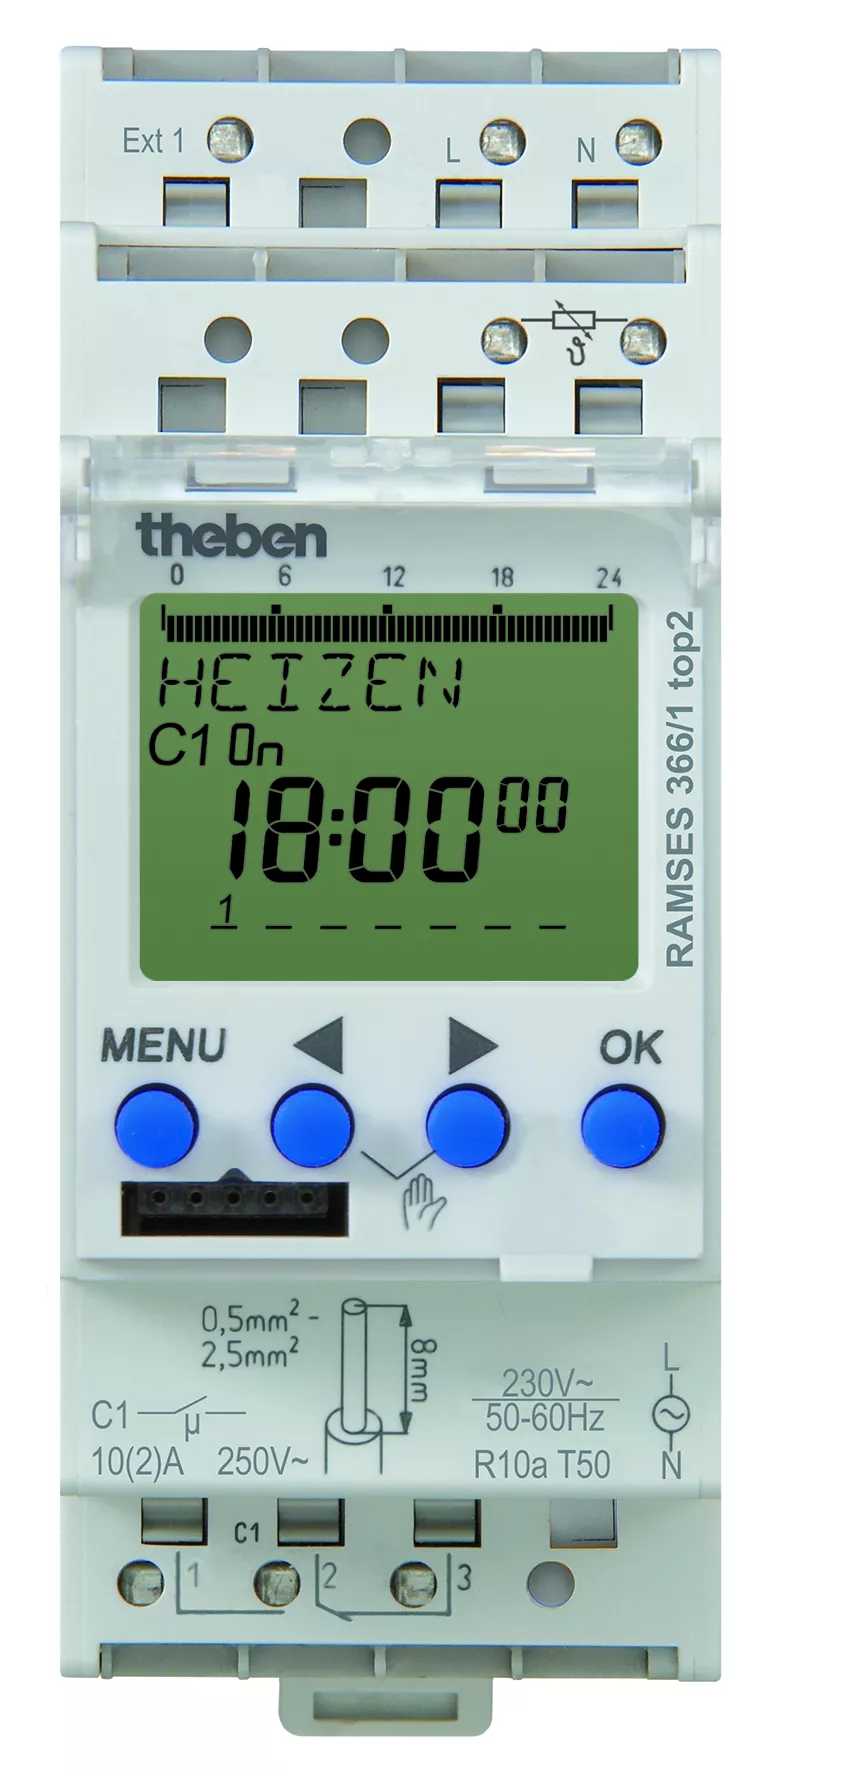 Ext 1 L N
theben
0 6 12 18 24
HEIZEN
C1 On
18:00 00
1
RAMSES 366/1 top2
MENU OK
0,5mm² -
2,5mm²
8mm
C1 µ
10(2)A 250V~
230V~
50-60Hz
R10a T50
L
N
C1
1 2 3